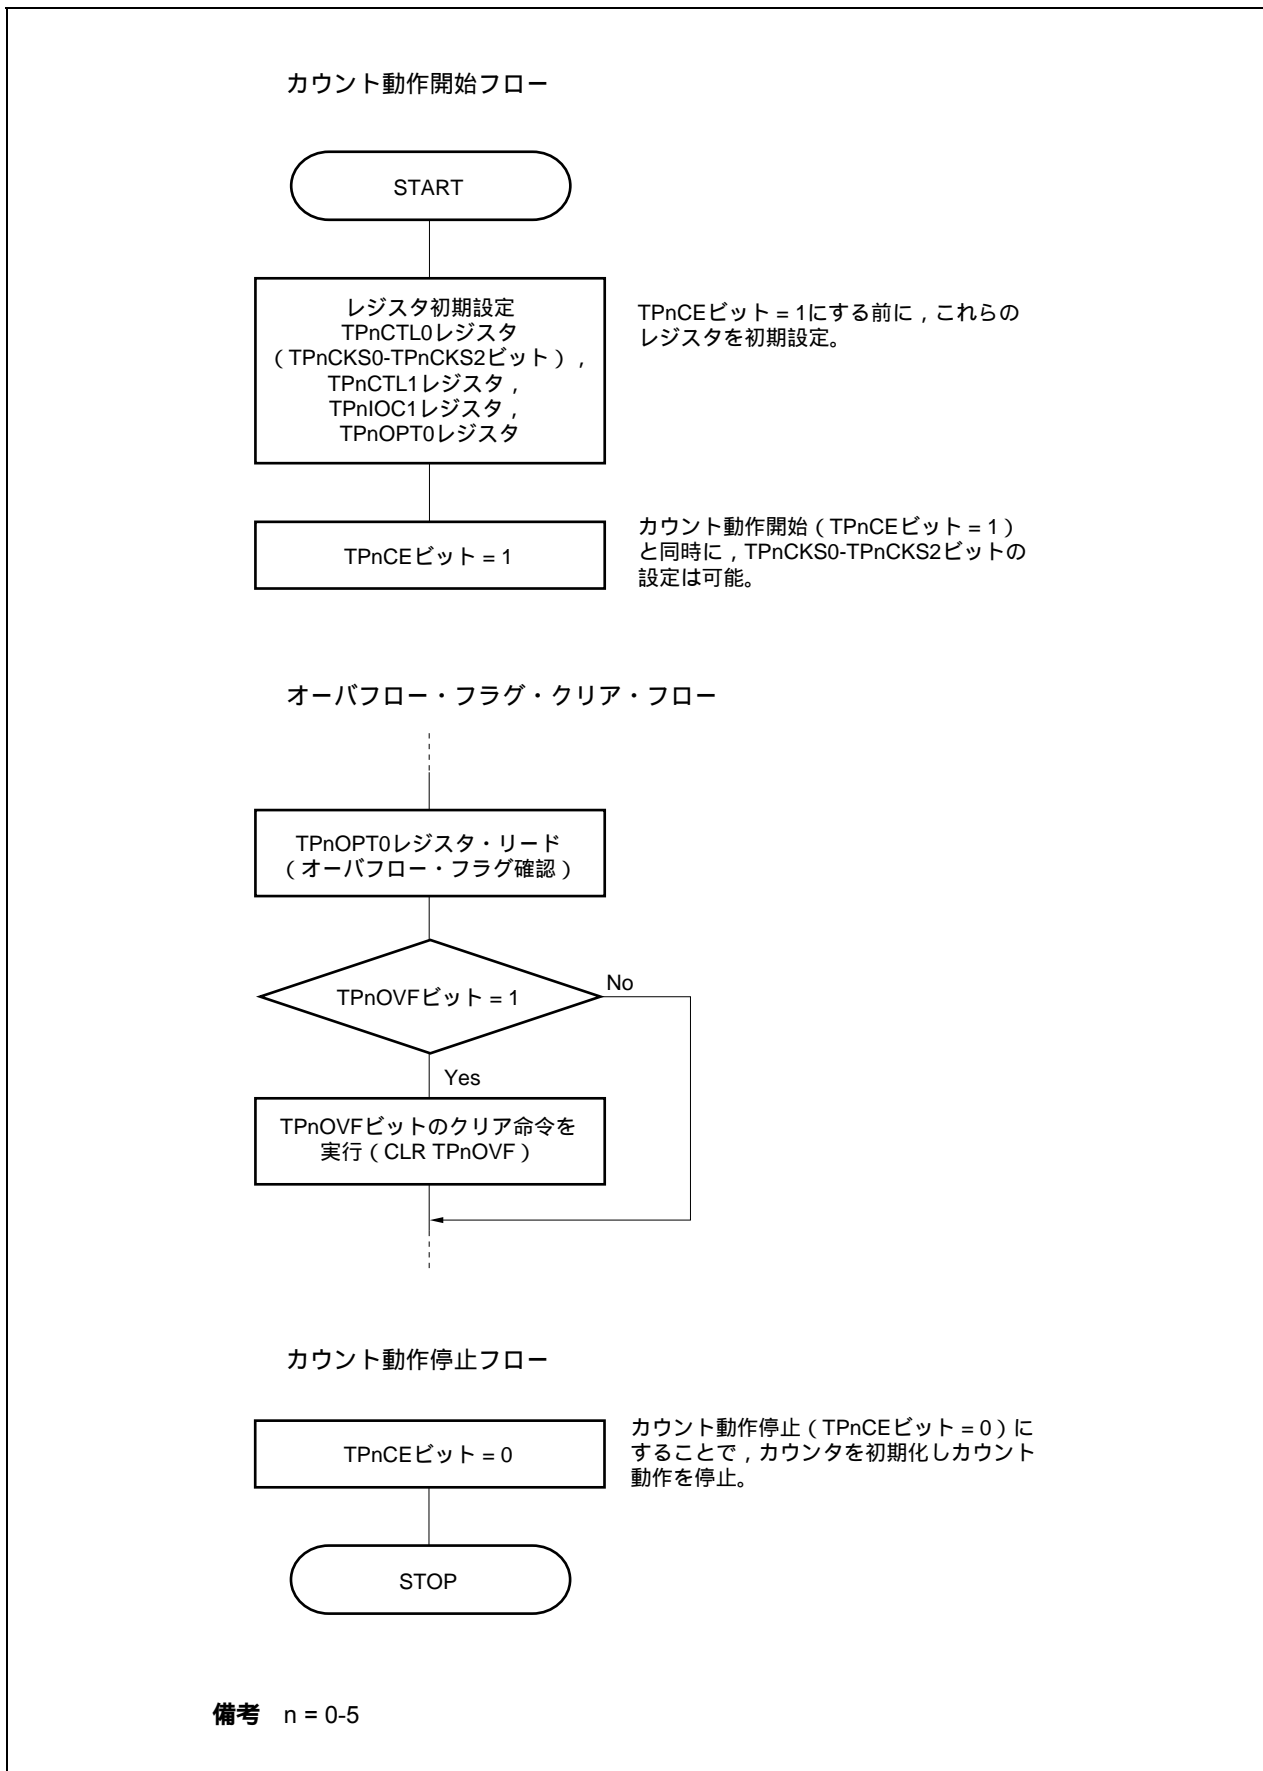 カウント動作開始フロー
START
レジスタ初期設定
TPnCTL0レジスタ
（TPnCKS0-TPnCKS2ビット），
TPnCTL1レジスタ，
TPnIOC1レジスタ，
TPnOPT0レジスタ
TPnCEビット = 1にする前に，これらの
レジスタを初期設定。
TPnCEビット = 1
カウント動作開始（TPnCEビット = 1）
と同時に，TPnCKS0-TPnCKS2ビットの
設定は可能。
オーバフロー・フラグ・クリア・フロー
TPnOPT0レジスタ・リード
（オーバフロー・フラグ確認）
TPnOVFビット = 1
No
Yes
TPnOVFビットのクリア命令を
実行（CLR TPnOVF）
カウント動作停止フロー
TPnCEビット = 0
カウント動作停止（TPnCEビット = 0）に
することで，カウンタを初期化しカウント
動作を停止。
STOP
備考 n = 0-5